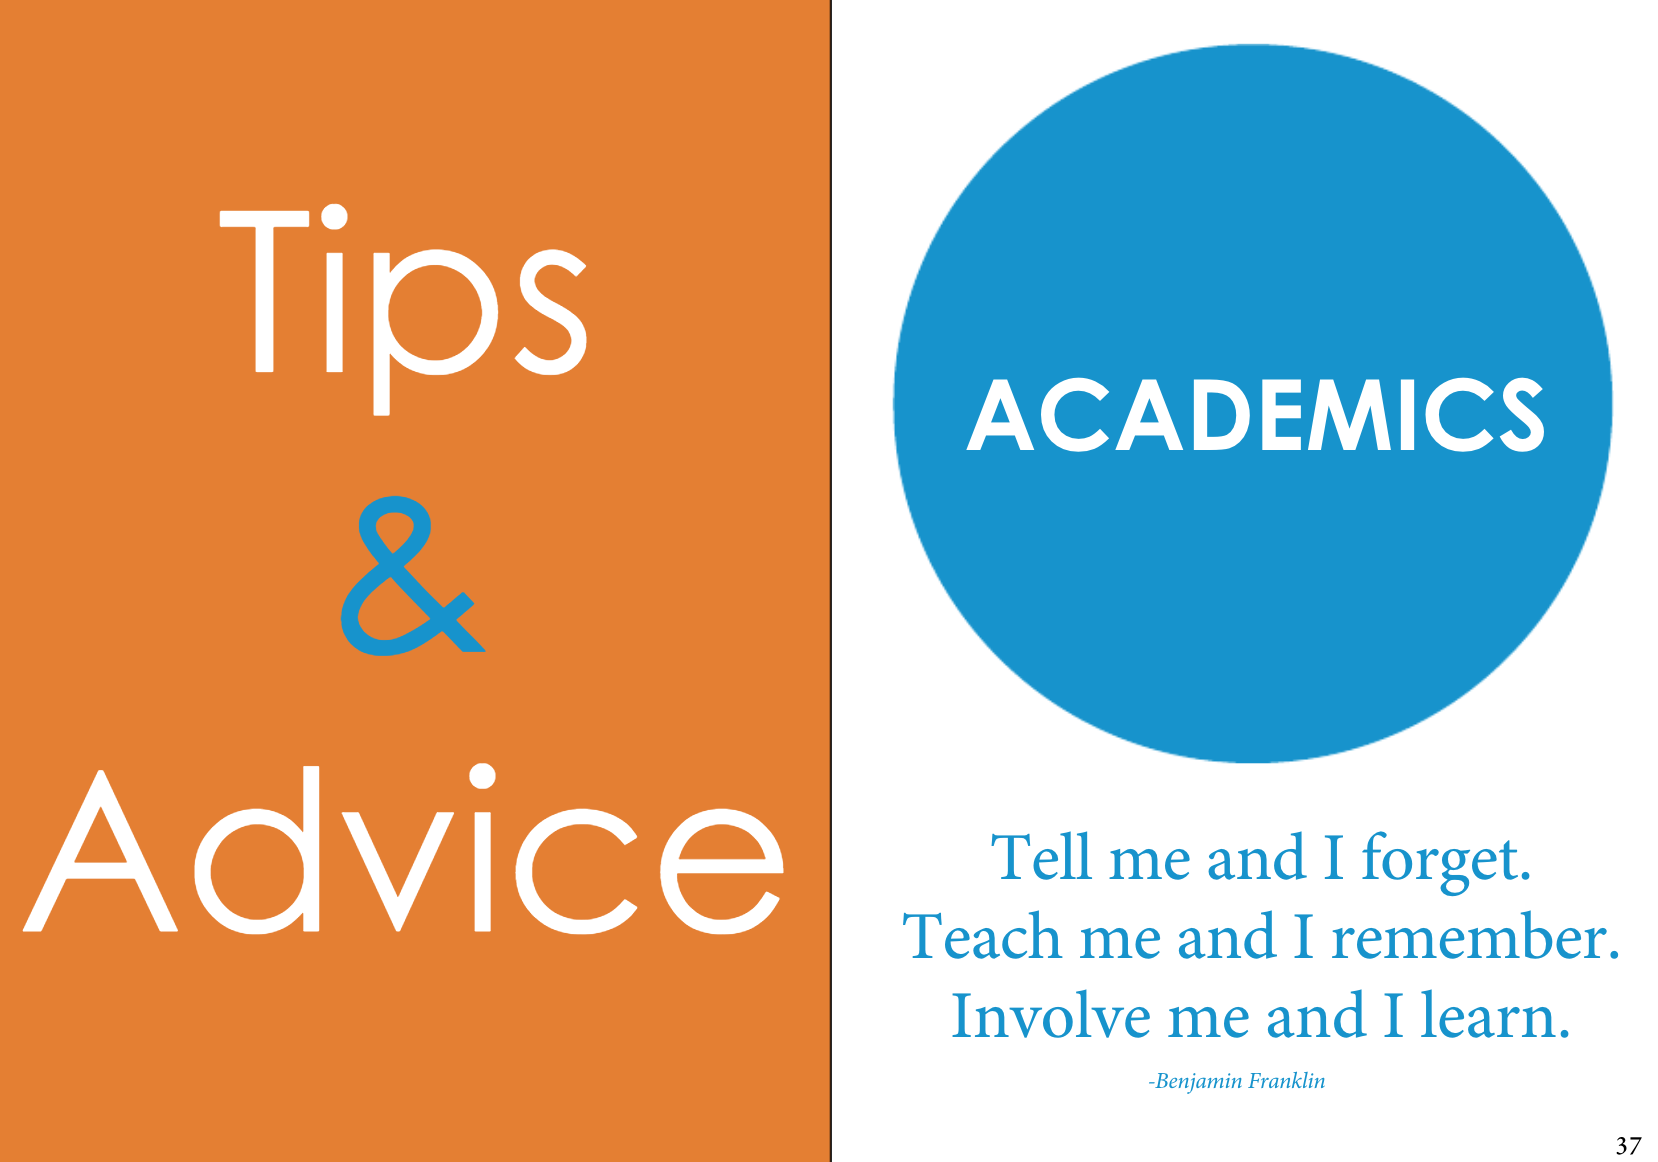 Tips
&
Advice
ACADEMICS
Tell me and I forget.
Teach me and I remember.
Involve me and I learn.
-Benjamin Franklin
37